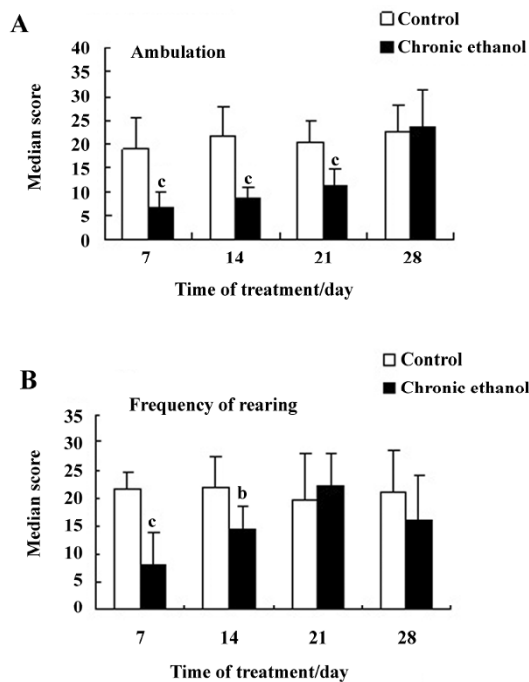 A
Control
Chronic ethanol
Ambulation
Median score
40
35
30
25
20
15
10
5
0
c
c
c
7 14 21 28
Time of treatment/day
B
Control
Chronic ethanol
Frequency of rearing
Median score
35
30
25
20
15
10
5
0
c
b
7 14 21 28
Time of treatment/day